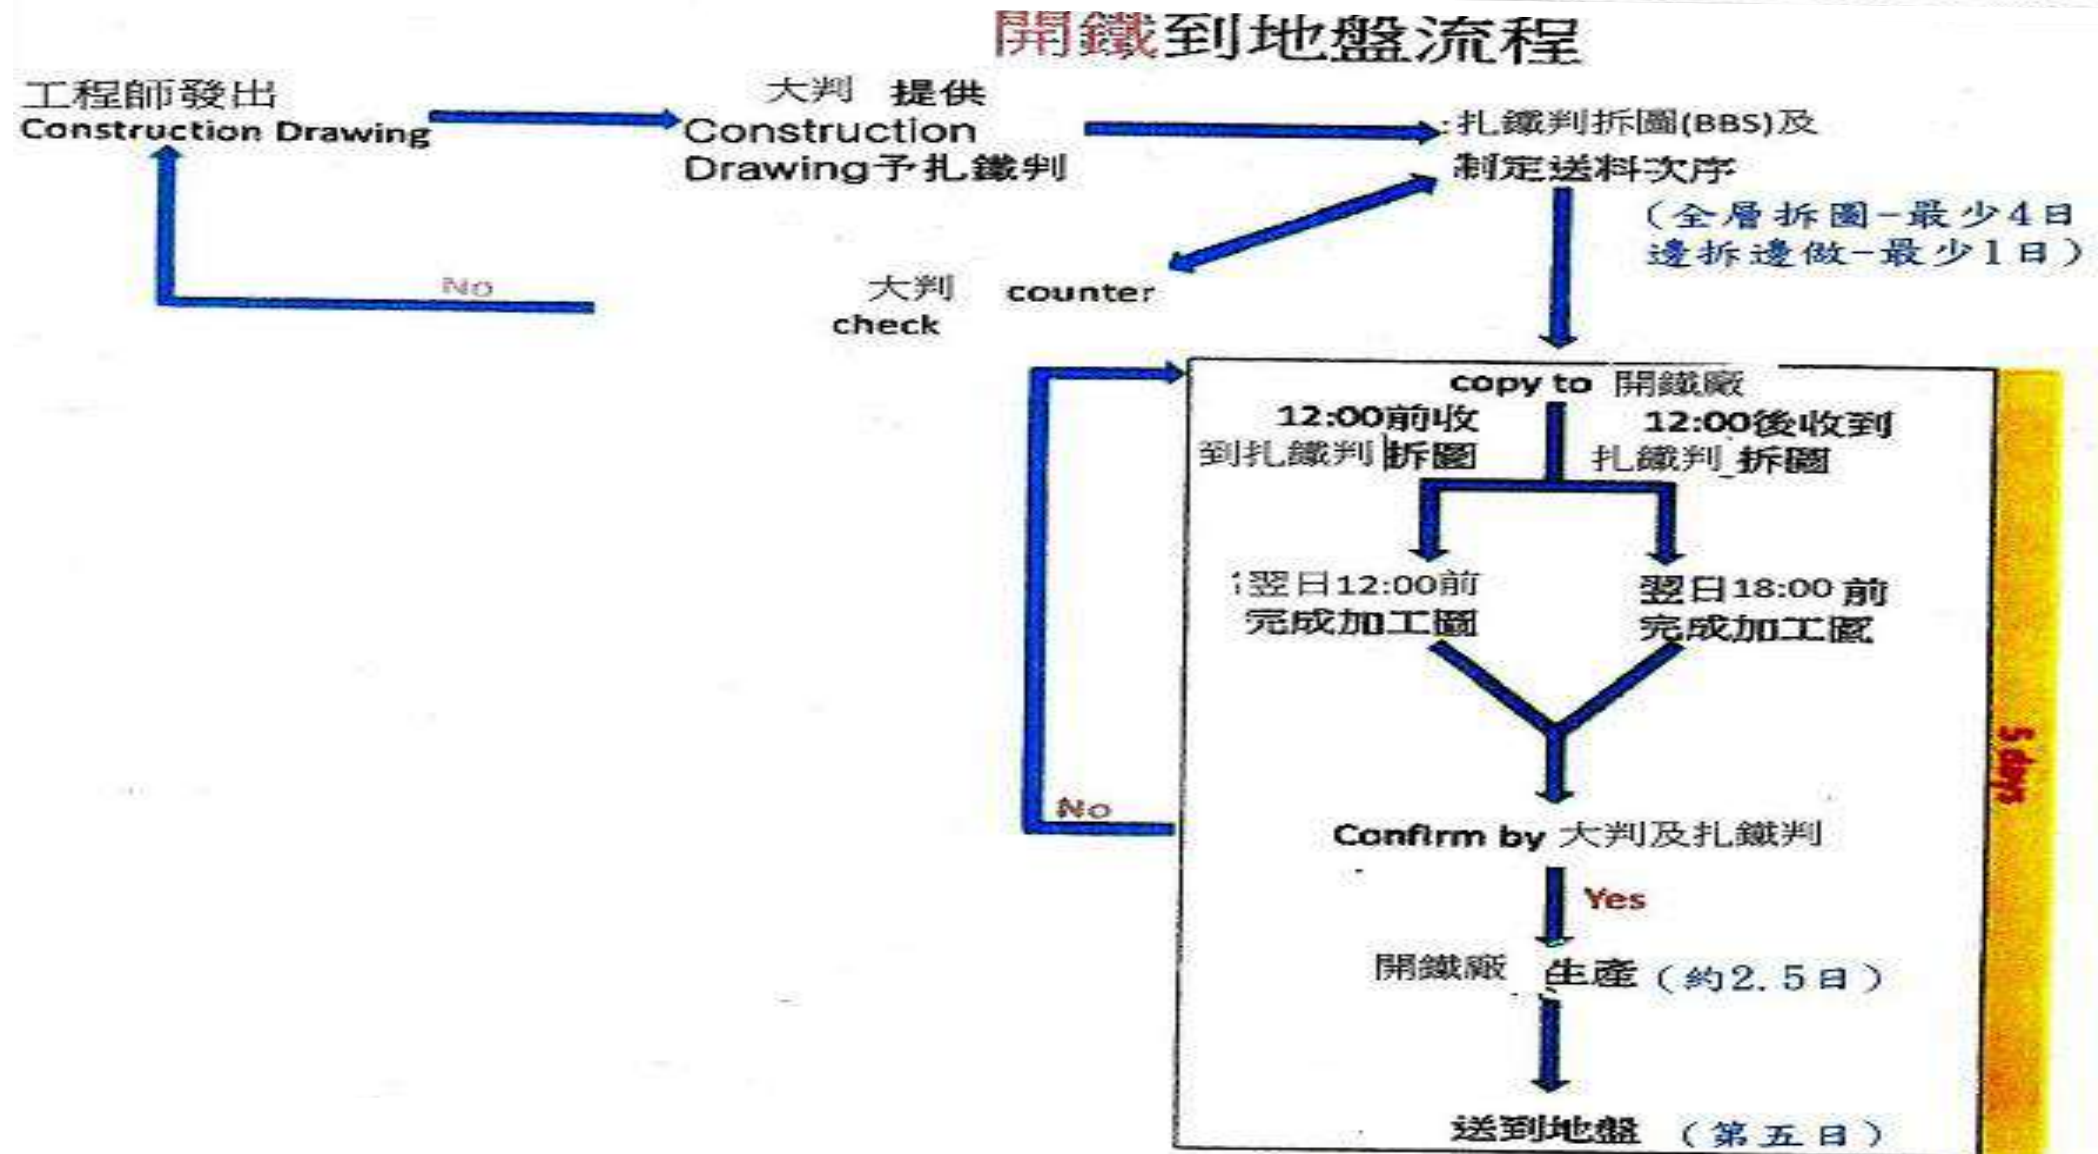 開鐵到地盤流程
工程師發出
Construction Drawing
大判 提供
Construction
Drawing予扎鐵判
扎鐵判拆圖(BBS)及
制定送料次序
(全層拆圖-最少4日
邊拆邊做-最少1日)
No
大判 counter
check
copy to 開鐵廠
12:00前收
到扎鐵判 拆圖
12:00後收到
扎鐵判 拆圖
翌日12:00前
完成加工圖
翌日18:00 前
完成加工圖
5 days
No
Confirm by 大判及扎鐵判
Yes
開鐵廠 生產 (約2.5日)
送到地盤 (第五日)